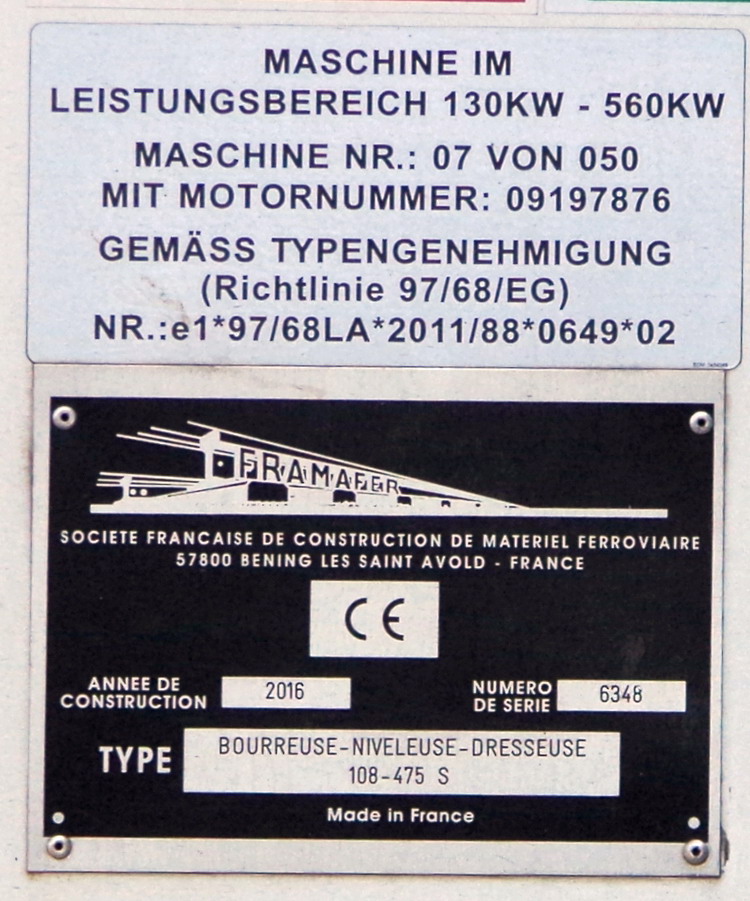 MASCHINE IM
LEISTUNGSBEREICH 130KW - 560KW
MASCHINE NR.: 07 VON 050
MIT MOTORNUMMER: 09197876
GEMÄSS TYPENGENEHMIGUNG
(Richtlinie 97/68/EG)
NR.:e1*97/68LA*2011/88*0649*02
FRAMAFER
SOCIETE FRANCAISE DE CONSTRUCTION DE MATERIEL FERROVIAIRE
57800 BENING LES SAINT AVOLD - FRANCE
CE
ANNEE DE
CONSTRUCTION 2016
NUMERO
DE SERIE 6348
TYPE BOURREUSE-NIVELEUSE-DRESSEUSE
108-475 S
Made in France